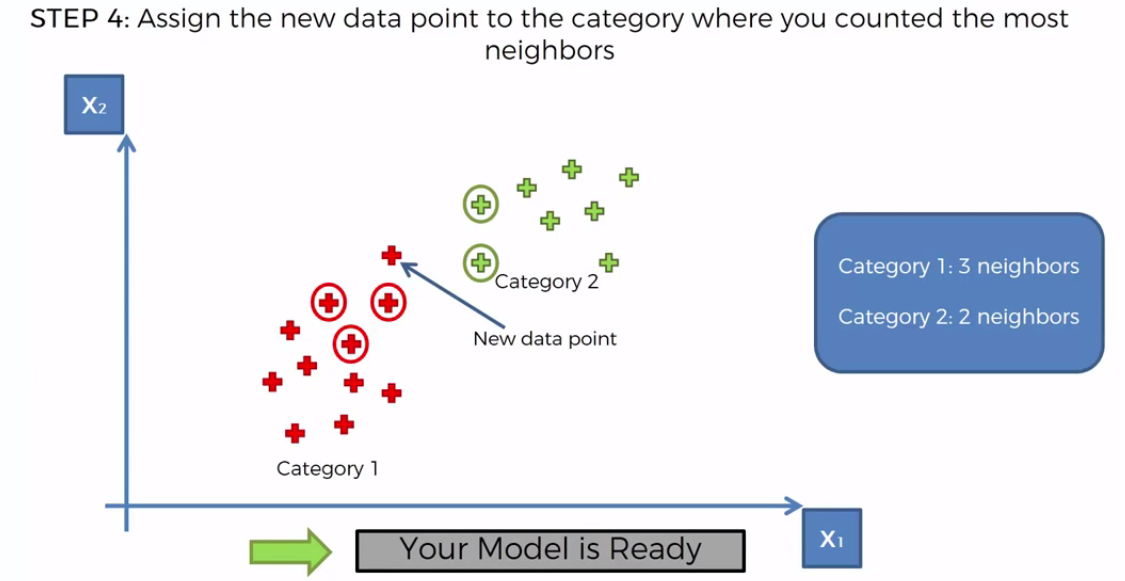 STEP 4: Assign the new data point to the category where you counted the most
neighbors
X2
Category 2
Category 1: 3 neighbors
Category 2: 2 neighbors
New data point
Category 1
Your Model is Ready
X1